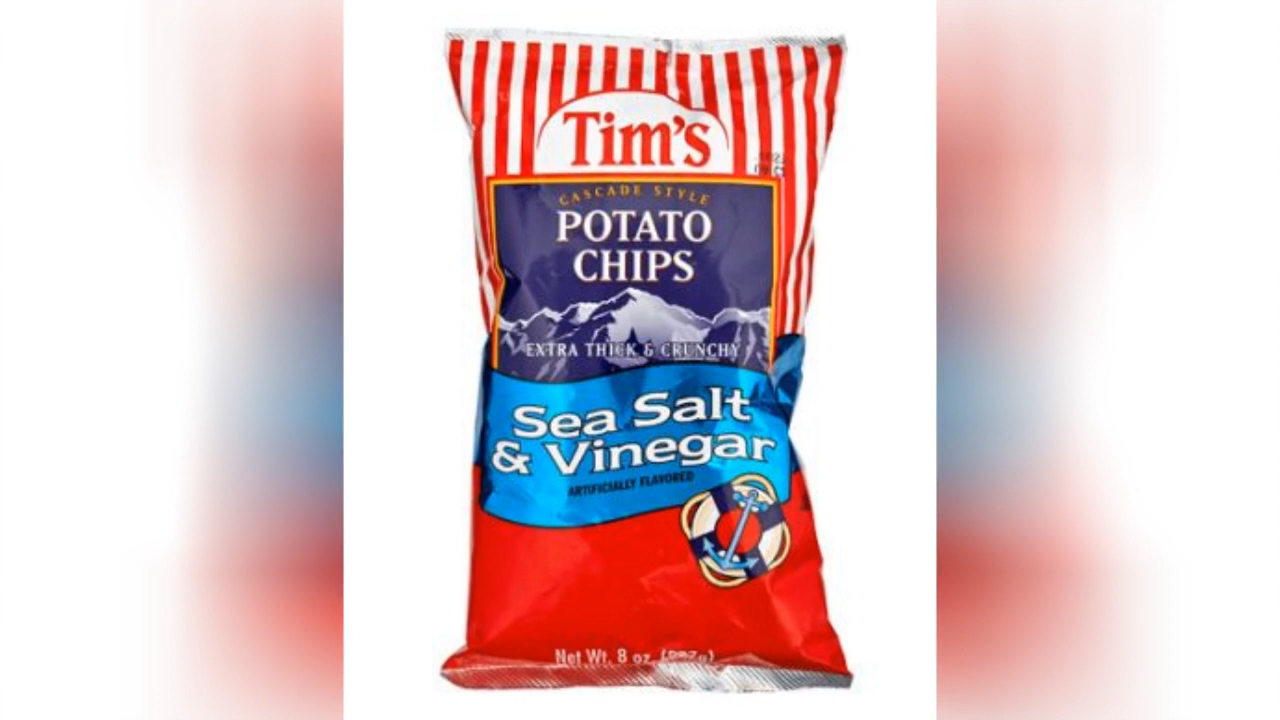 Tim's
CASCADE STYLE
POTATO
CHIPS
EXTRA THICK & CRUNCHY
Sea Salt
& Vinegar
ARTIFICIALLY FLAVORED
Net Wt. 8 oz.